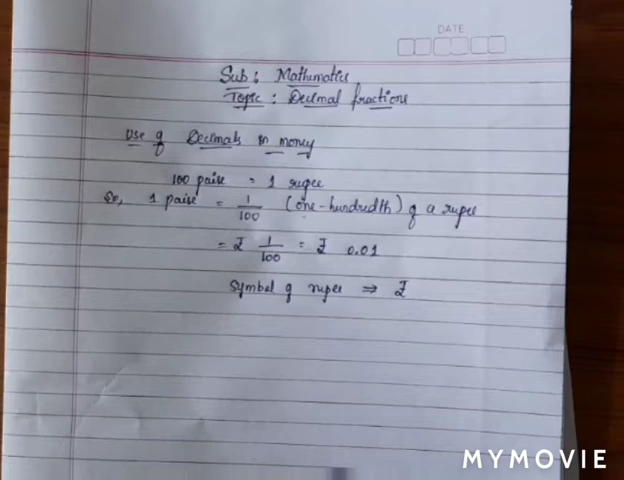 DATE
Sub: Mathematics
Topic: Decimal fractions
Use of Decimals in money
100 paise = 1 rupee
So, 1 paise = 1/100 (one-hundredth) of a rupee
= ₹ 1/100 = ₹ 0.01
Symbol of rupee ⇒ ₹
MYMOVIE